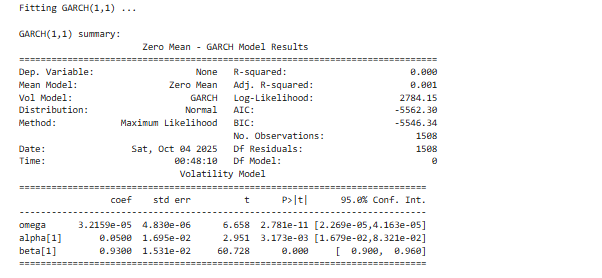 Fitting GARCH(1,1) ...
GARCH(1,1) summary:
Zero Mean - GARCH Model Results
==============================================================================
Dep. Variable: None R-squared: 0.000
Mean Model: Zero Mean Adj. R-squared: 0.001
Vol Model: GARCH Log-Likelihood: 2784.15
Distribution: Normal AIC: -5562.30
Method: Maximum Likelihood BIC: -5546.34
No. Observations: 1508
Date: Sat, Oct 04 2025 Df Residuals: 1508
Time: 00:48:10 Df Model: 0
Volatility Model
============================================================================
coef std err t P>|t| 95.0% Conf. Int.
----------------------------------------------------------------------------
omega 3.2159e-05 4.830e-06 6.658 2.781e-11 [2.269e-05,4.163e-05]
alpha[1] 0.0500 1.695e-02 2.951 3.173e-03 [1.679e-02,8.321e-02]
beta[1] 0.9300 1.531e-02 60.728 0.000 [ 0.900, 0.960]
============================================================================